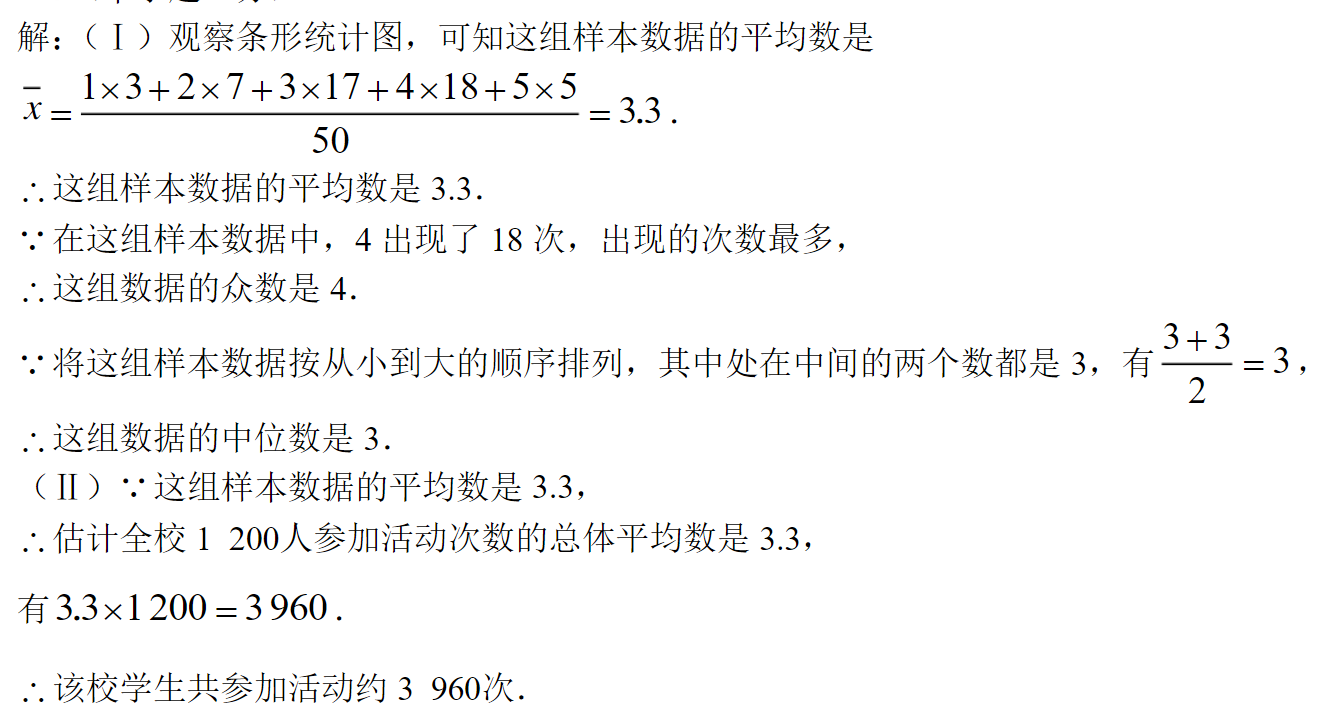 解：（Ⅰ）观察条形统计图，可知这组样本数据的平均数是
x̄ = (1×3+2×7+3×17+4×18+5×5)/50 = 3.3．
∴这组样本数据的平均数是 3.3．
∵在这组样本数据中，4 出现了 18 次，出现的次数最多，
∴这组数据的众数是 4．
∵将这组样本数据按从小到大的顺序排列，其中处在中间的两个数都是 3，有 (3+3)/2 = 3，
∴这组数据的中位数是 3．
（Ⅱ）∵这组样本数据的平均数是 3.3，
∴估计全校 1 200人参加活动次数的总体平均数是 3.3，
有 3.3×1 200 = 3 960．
∴该校学生共参加活动约 3 960次．